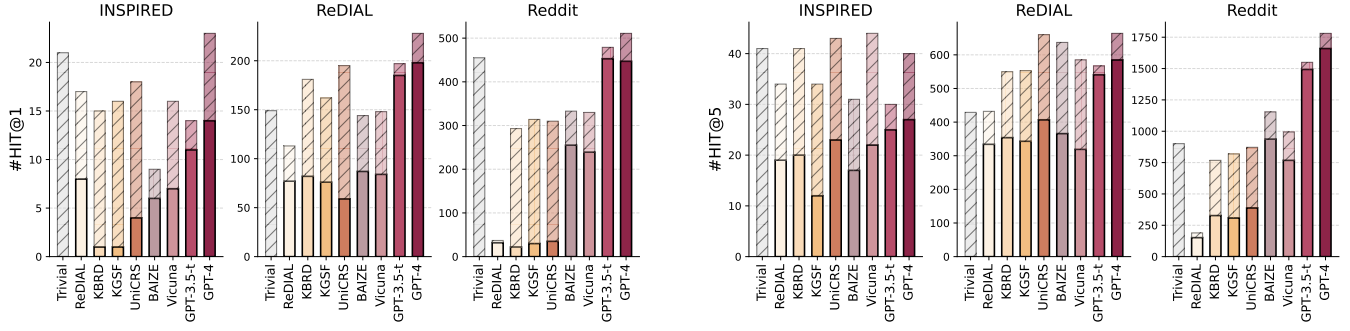 INSPIRED
ReDIAL
Reddit
#HIT@1
20
15
10
5
0
200
150
100
50
0
500
400
300
200
100
0
Trivial
ReDIAL
KBRD
KGSF
UniCRS
BAIZE
Vicuna
GPT-3.5-t
GPT-4
Trivial
ReDIAL
KBRD
KGSF
UniCRS
BAIZE
Vicuna
GPT-3.5-t
GPT-4
Trivial
ReDIAL
KBRD
KGSF
UniCRS
BAIZE
Vicuna
GPT-3.5-t
GPT-4
INSPIRED
ReDIAL
Reddit
#HIT@5
40
30
20
10
0
600
500
400
300
200
100
0
1750
1500
1250
1000
750
500
250
0
Trivial
ReDIAL
KBRD
KGSF
UniCRS
BAIZE
Vicuna
GPT-3.5-t
GPT-4
Trivial
ReDIAL
KBRD
KGSF
UniCRS
BAIZE
Vicuna
GPT-3.5-t
GPT-4
Trivial
ReDIAL
KBRD
KGSF
UniCRS
BAIZE
Vicuna
GPT-3.5-t
GPT-4